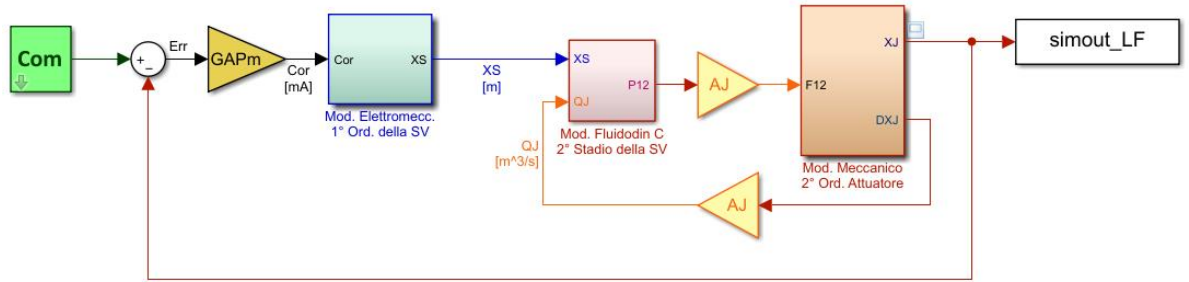 Com
+
−
Err
GAPm
Cor
[mA]
Cor
XS
Mod. Elettromecc.
1° Ord. della SV
XS
[m]
XS
P12
QJ
Mod. Fluidodin C
2° Stadio della SV
QJ
[m^3/s]
AJ
F12
XJ
DXJ
Mod. Meccanico
2° Ord. Attuatore
AJ
simout_LF